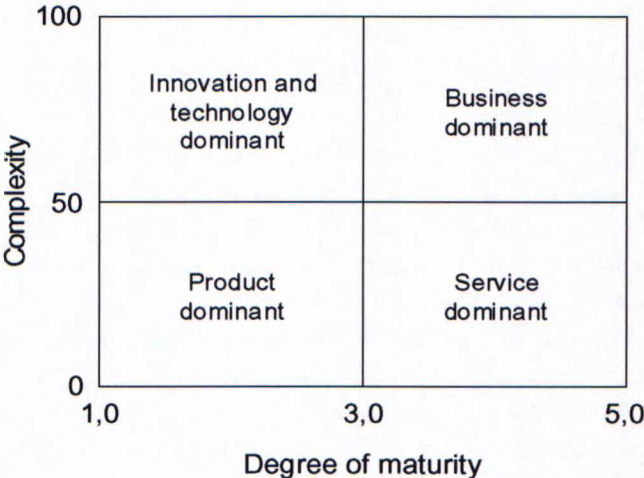 100
Innovation and
technology
dominant
Business
dominant
Complexity
50
Product
dominant
Service
dominant
0
1,0
3,0
5,0
Degree of maturity